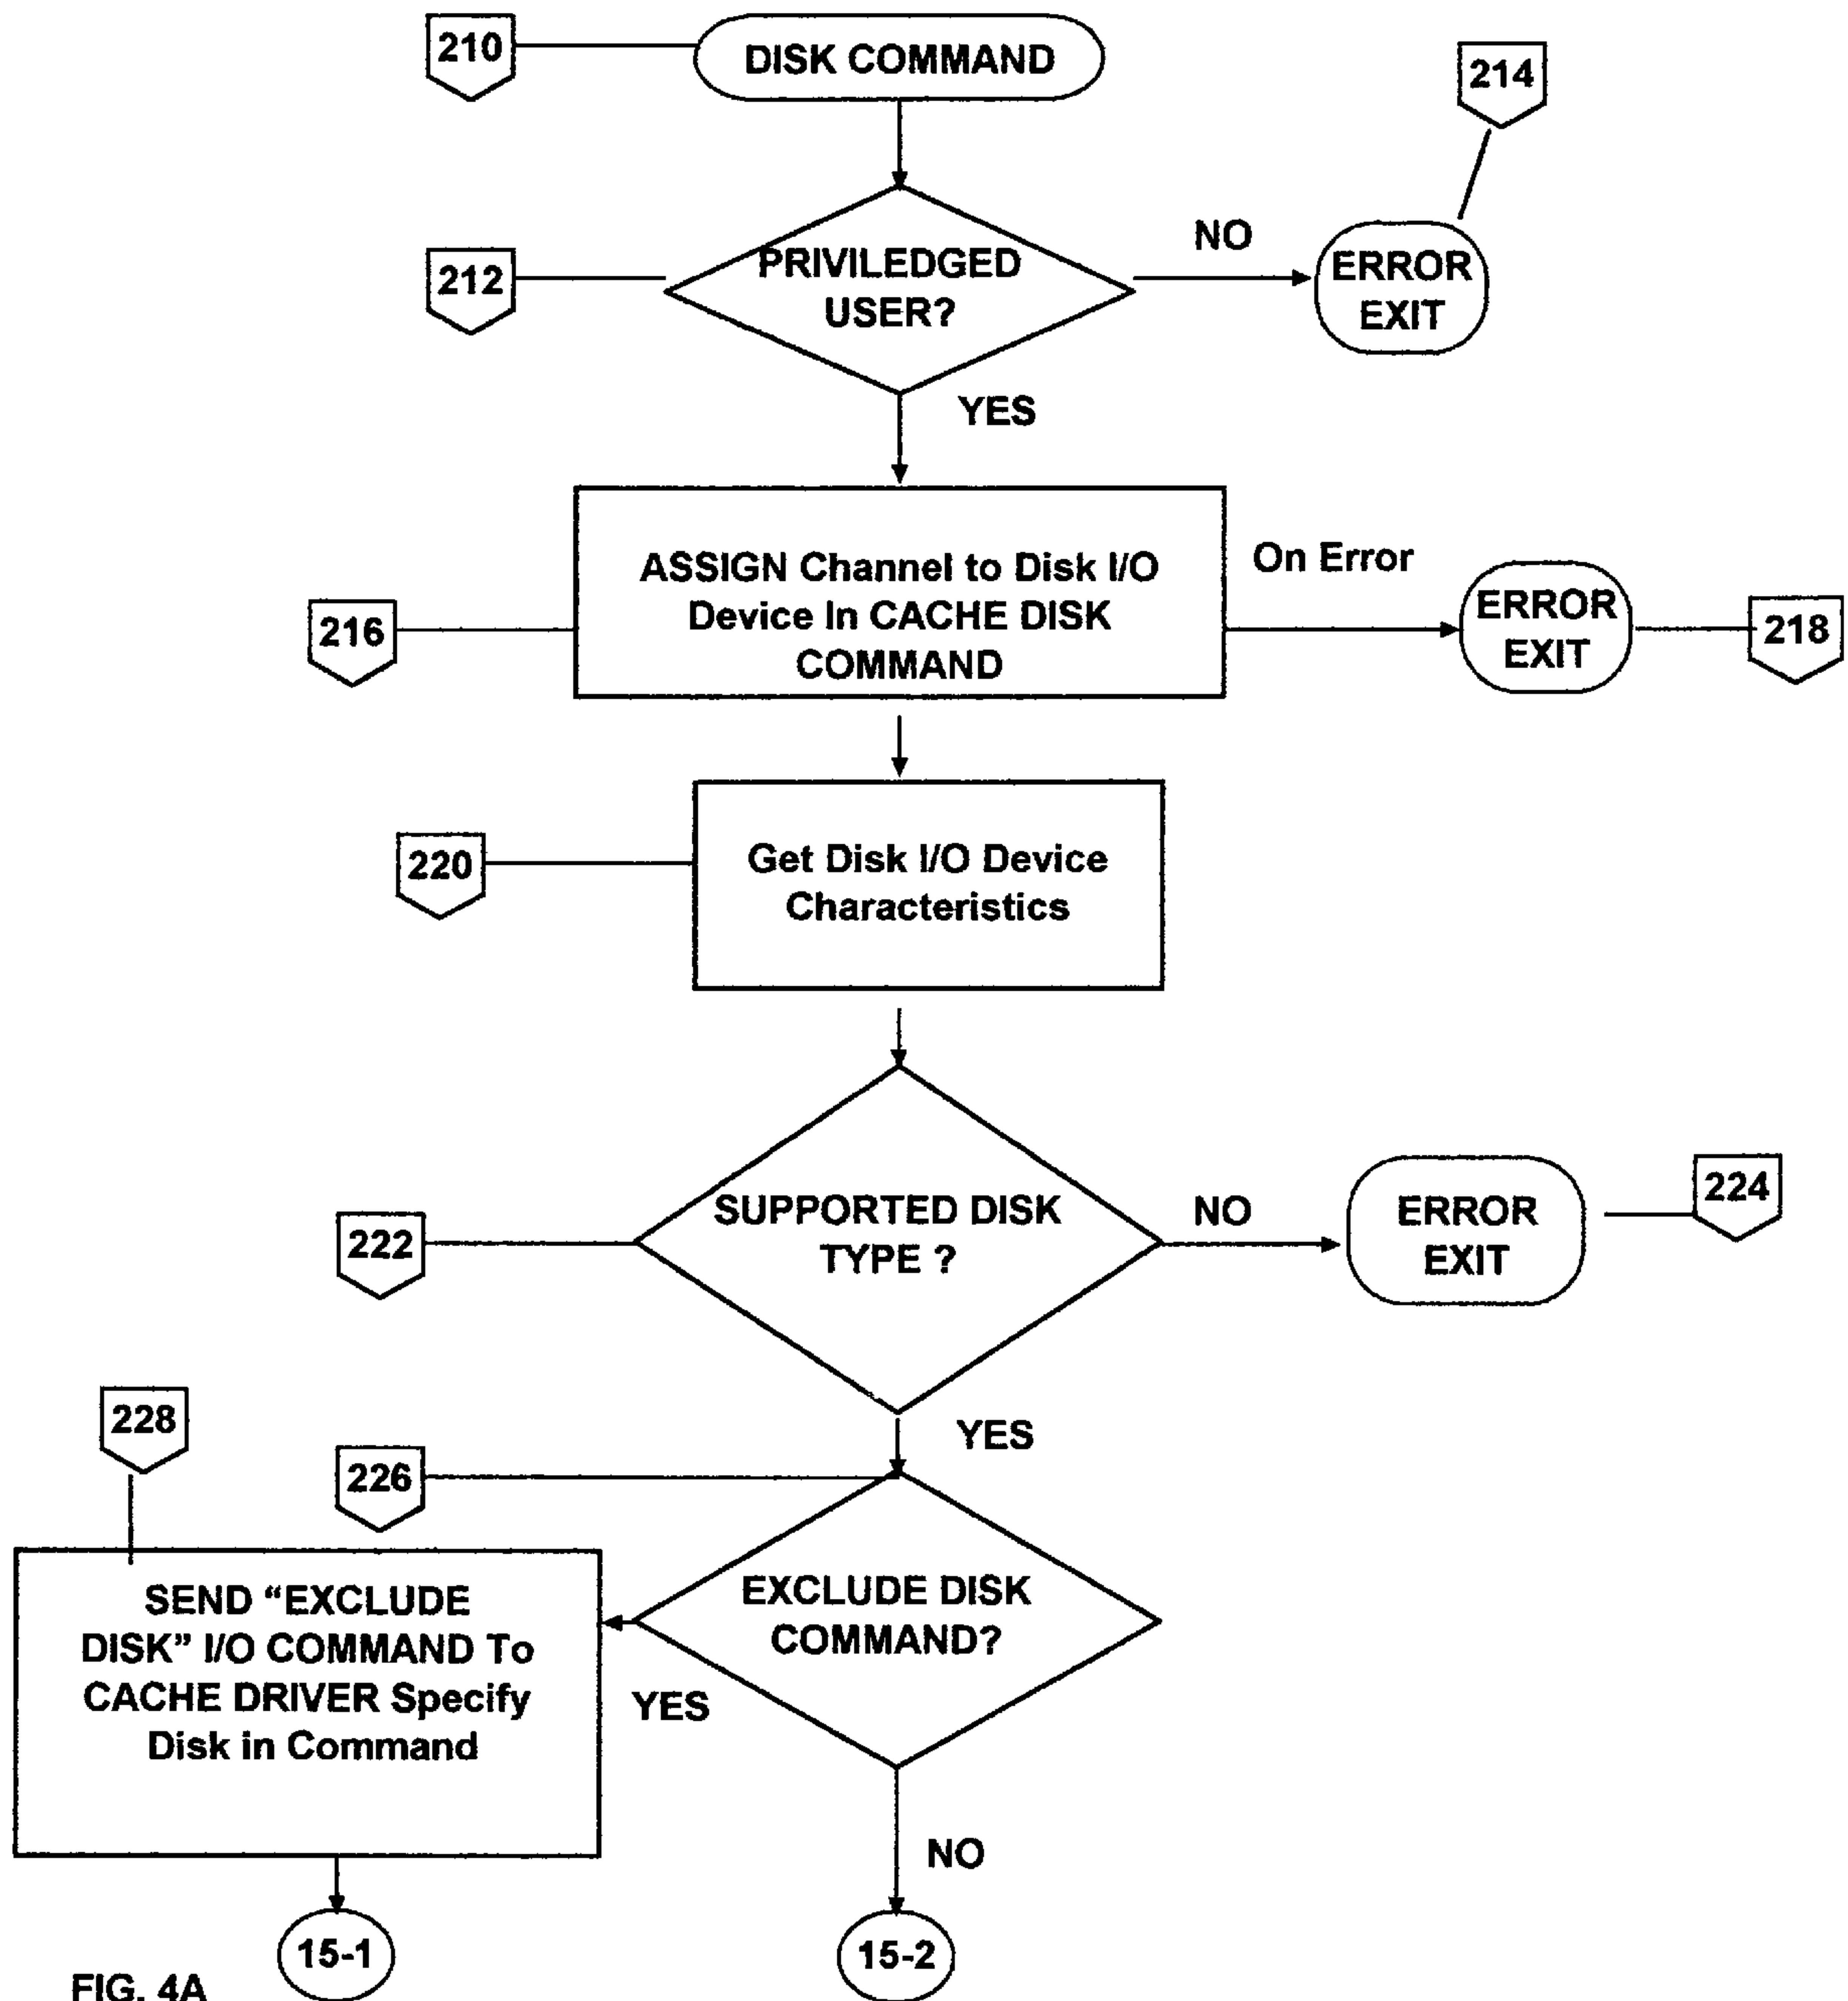 210
DISK COMMAND
214
212
PRIVILEDGED
USER?
NO
ERROR
EXIT
YES
216
ASSIGN Channel to Disk I/O
Device In CACHE DISK
COMMAND
On Error
ERROR
EXIT
218
220
Get Disk I/O Device
Characteristics
222
SUPPORTED DISK
TYPE ?
NO
ERROR
EXIT
224
YES
228
226
SEND “EXCLUDE
DISK” I/O COMMAND To
CACHE DRIVER Specify
Disk in Command
YES
EXCLUDE DISK
COMMAND?
NO
15-1
15-2
FIG. 4A